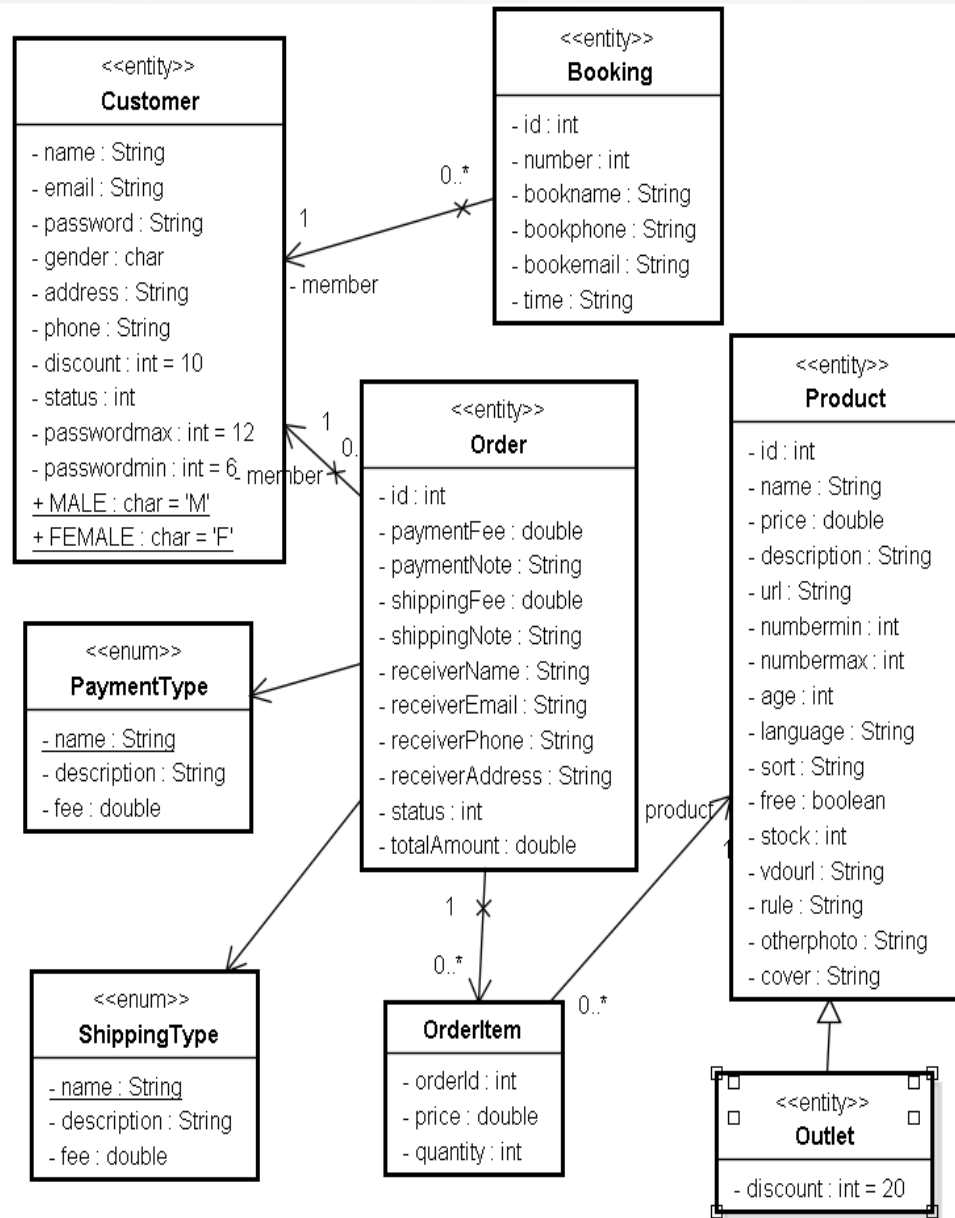 <<entity>>
Customer
- name : String
- email : String
- password : String
- gender : char
- address : String
- phone : String
- discount : int = 10
- status : int
- passwordmax : int = 12
- passwordmin : int = 6
+ MALE : char = 'M'
+ FEMALE : char = 'F'
<<entity>>
Booking
- id : int
- number : int
- bookname : String
- bookphone : String
- bookemail : String
- time : String
0..*
1
- member
<<entity>>
Order
- id : int
- paymentFee : double
- paymentNote : String
- shippingFee : double
- shippingNote : String
- receiverName : String
- receiverEmail : String
- receiverPhone : String
- receiverAddress : String
- status : int
- totalAmount : double
1
0..
- member
<<entity>>
Product
- id : int
- name : String
- price : double
- description : String
- url : String
- numbermin : int
- numbermax : int
- age : int
- language : String
- sort : String
- free : boolean
- stock : int
- vdourl : String
- rule : String
- otherphoto : String
- cover : String
<<enum>>
PaymentType
- name : String
- description : String
- fee : double
<<enum>>
ShippingType
- name : String
- description : String
- fee : double
1
0..*
OrderItem
- orderId : int
- price : double
- quantity : int
product
1
0..*
<<entity>>
Outlet
- discount : int = 20